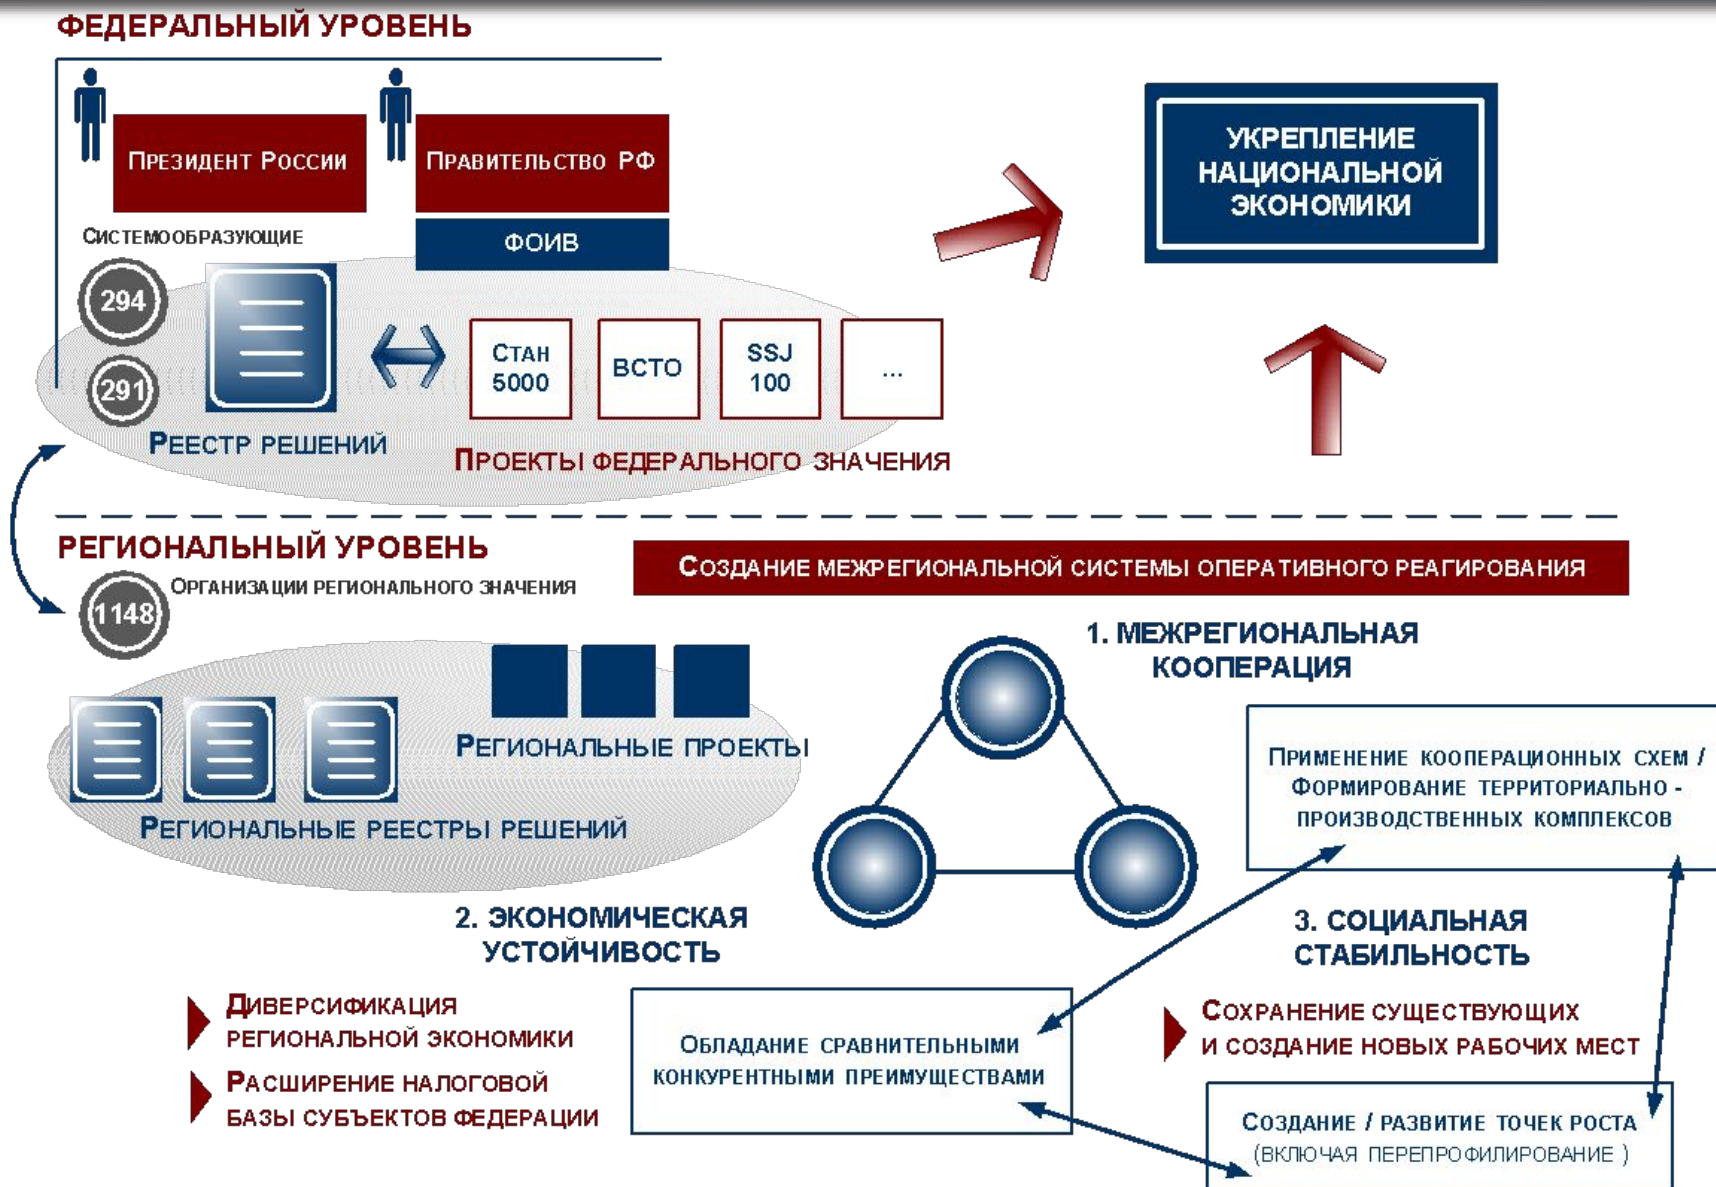 ФЕДЕРАЛЬНЫЙ УРОВЕНЬ
ПРЕЗИДЕНТ РОССИИ
ПРАВИТЕЛЬСТВО РФ
ФОИВ
УКРЕПЛЕНИЕ
НАЦИОНАЛЬНОЙ
ЭКОНОМИКИ
СИСТЕМООБРАЗУЮЩИЕ
294
291
РЕЕСТР РЕШЕНИЙ
СТАН
5000
ВСТО
SSJ
100
...
ПРОЕКТЫ ФЕДЕРАЛЬНОГО ЗНАЧЕНИЯ
РЕГИОНАЛЬНЫЙ УРОВЕНЬ
ОРГАНИЗАЦИИ РЕГИОНАЛЬНОГО ЗНАЧЕНИЯ
1148
СОЗДАНИЕ МЕЖРЕГИОНАЛЬНОЙ СИСТЕМЫ ОПЕРАТИВНОГО РЕАГИРОВАНИЯ
РЕГИОНАЛЬНЫЕ ПРОЕКТЫ
РЕГИОНАЛЬНЫЕ РЕЕСТРЫ РЕШЕНИЙ
1. МЕЖРЕГИОНАЛЬНАЯ
КООПЕРАЦИЯ
ПРИМЕНЕНИЕ КООПЕРАЦИОННЫХ СХЕМ /
ФОРМИРОВАНИЕ ТЕРРИТОРИАЛЬНО -
ПРОИЗВОДСТВЕННЫХ КОМПЛЕКСОВ
2. ЭКОНОМИЧЕСКАЯ
УСТОЙЧИВОСТЬ
ДИВЕРСИФИКАЦИЯ
РЕГИОНАЛЬНОЙ ЭКОНОМИКИ
РАСШИРЕНИЕ НАЛОГОВОЙ
БАЗЫ СУБЪЕКТОВ ФЕДЕРАЦИИ
ОБЛАДАНИЕ СРАВНИТЕЛЬНЫМИ
КОНКУРЕНТНЫМИ ПРЕИМУЩЕСТВАМИ
3. СОЦИАЛЬНАЯ
СТАБИЛЬНОСТЬ
СОХРАНЕНИЕ СУЩЕСТВУЮЩИХ
И СОЗДАНИЕ НОВЫХ РАБОЧИХ МЕСТ
СОЗДАНИЕ / РАЗВИТИЕ ТОЧЕК РОСТА
(ВКЛЮЧАЯ ПЕРЕПРОФИЛИРОВАНИЕ )